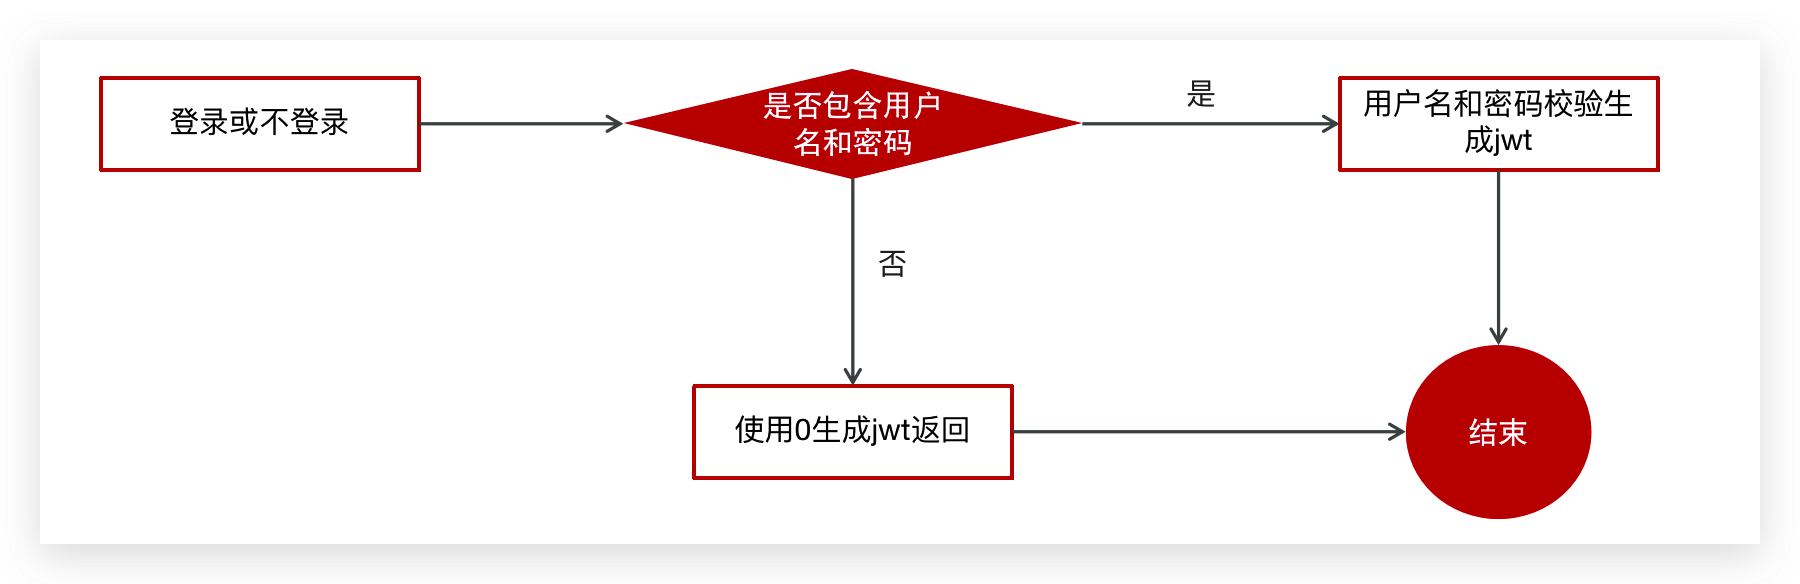 登录或不登录
是否包含用户
名和密码
是
用户名和密码校验生
成jwt
否
使用0生成jwt返回
结束